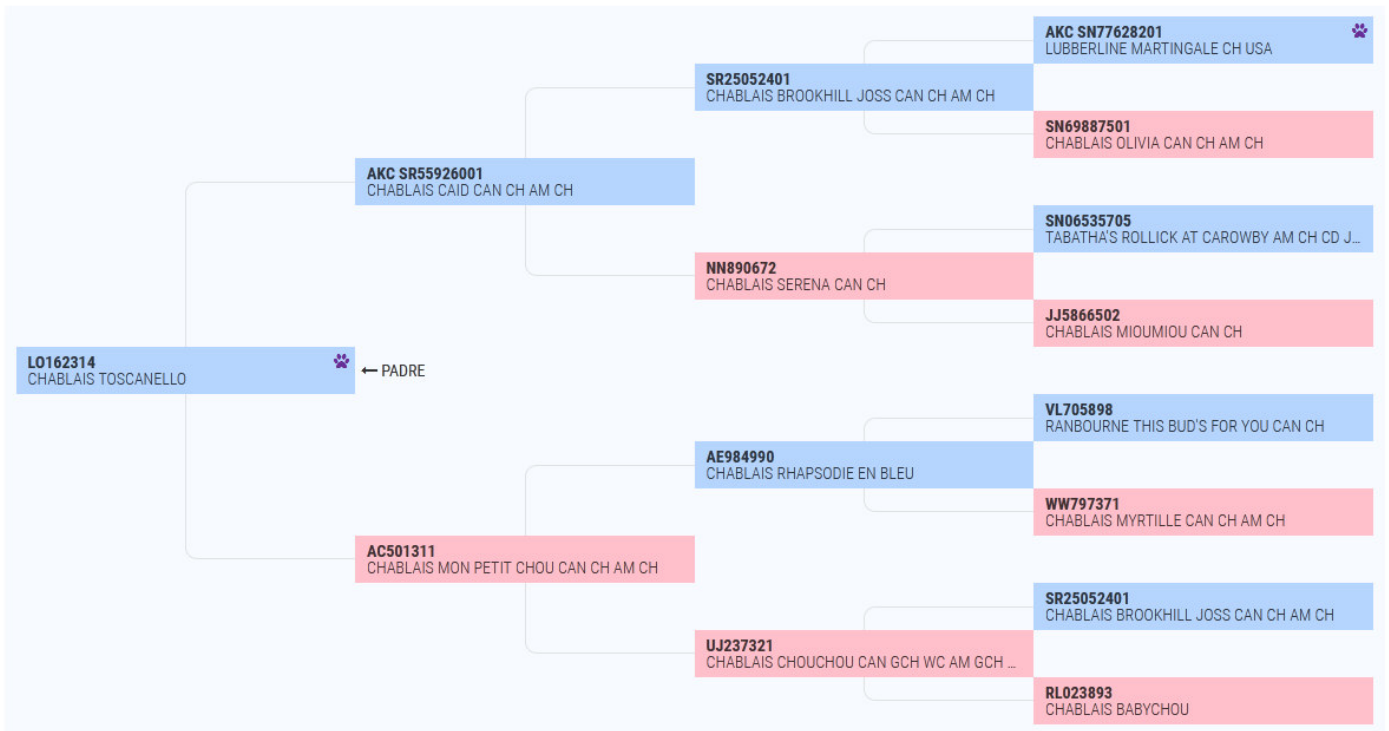 LO162314
CHABLAIS TOSCANELLO
← PADRE
AKC SR55926001
CHABLAIS CAID CAN CH AM CH
AC501311
CHABLAIS MON PETIT CHOU CAN CH AM CH
SR25052401
CHABLAIS BROOKHILL JOSS CAN CH AM CH
NN890672
CHABLAIS SERENA CAN CH
AE984990
CHABLAIS RHAPSODIE EN BLEU
UJ237321
CHABLAIS CHOUCHOU CAN GCH WC AM GCH ...
AKC SN77628201
LUBBERLINE MARTINGALE CH USA
SN69887501
CHABLAIS OLIVIA CAN CH AM CH
SN06535705
TABATHA'S ROLLICK AT CAROWBY AM CH CD J...
JJ5866502
CHABLAIS MIOUMIOU CAN CH
VL705898
RANBOURNE THIS BUD'S FOR YOU CAN CH
WW797371
CHABLAIS MYRTILLE CAN CH AM CH
SR25052401
CHABLAIS BROOKHILL JOSS CAN CH AM CH
RL023893
CHABLAIS BABYCHOU